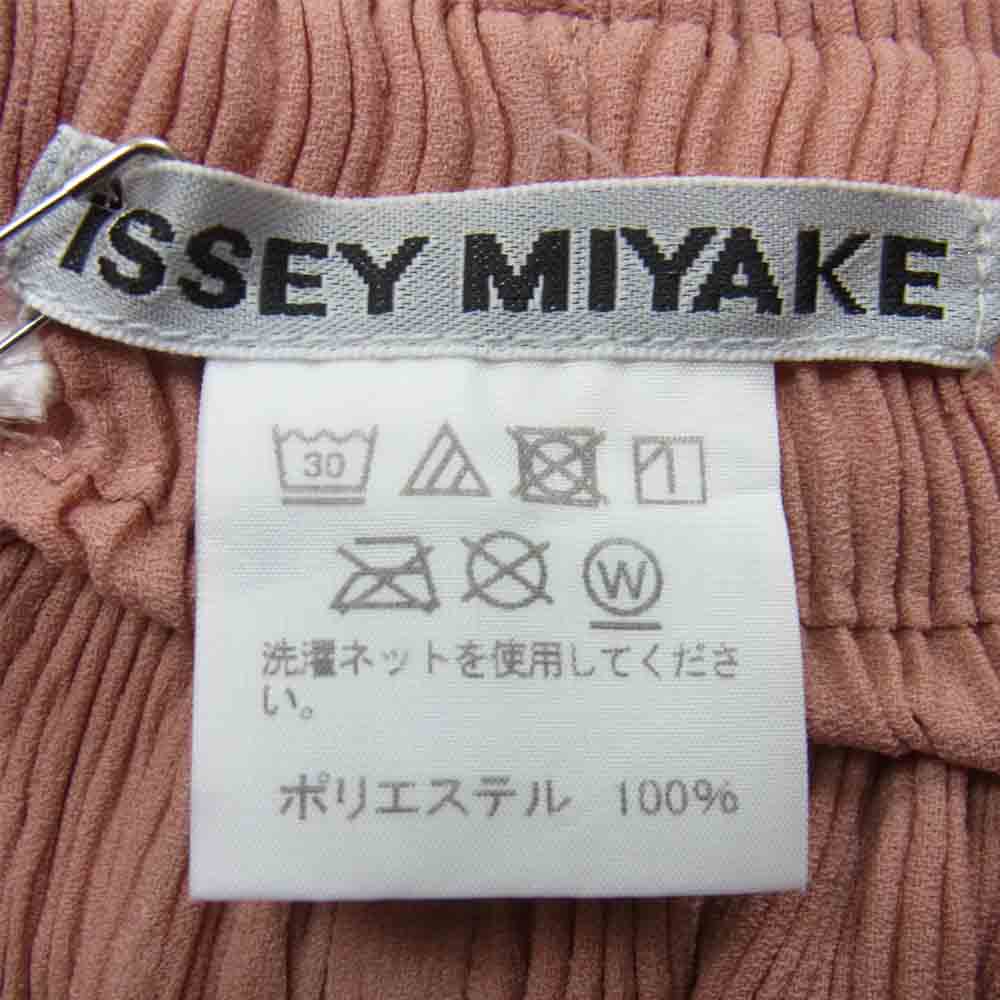 ISSEY MIYAKE
30
W
洗濯ネットを使用してくださ
い。
ポリエステル 100%